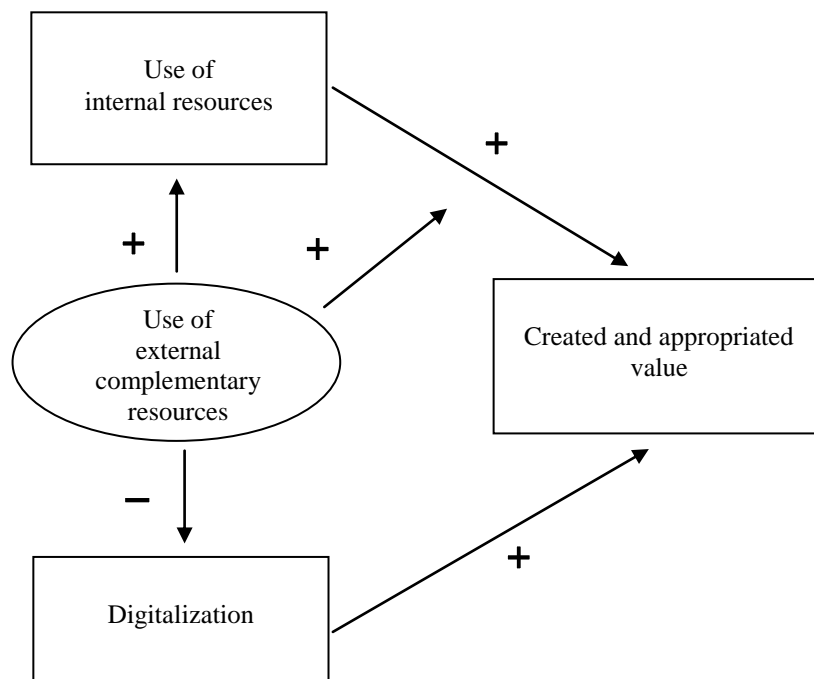 Use of
internal resources
+
+
+
Use of
external
complementary
resources
Created and appropriated
value
−
+
Digitalization